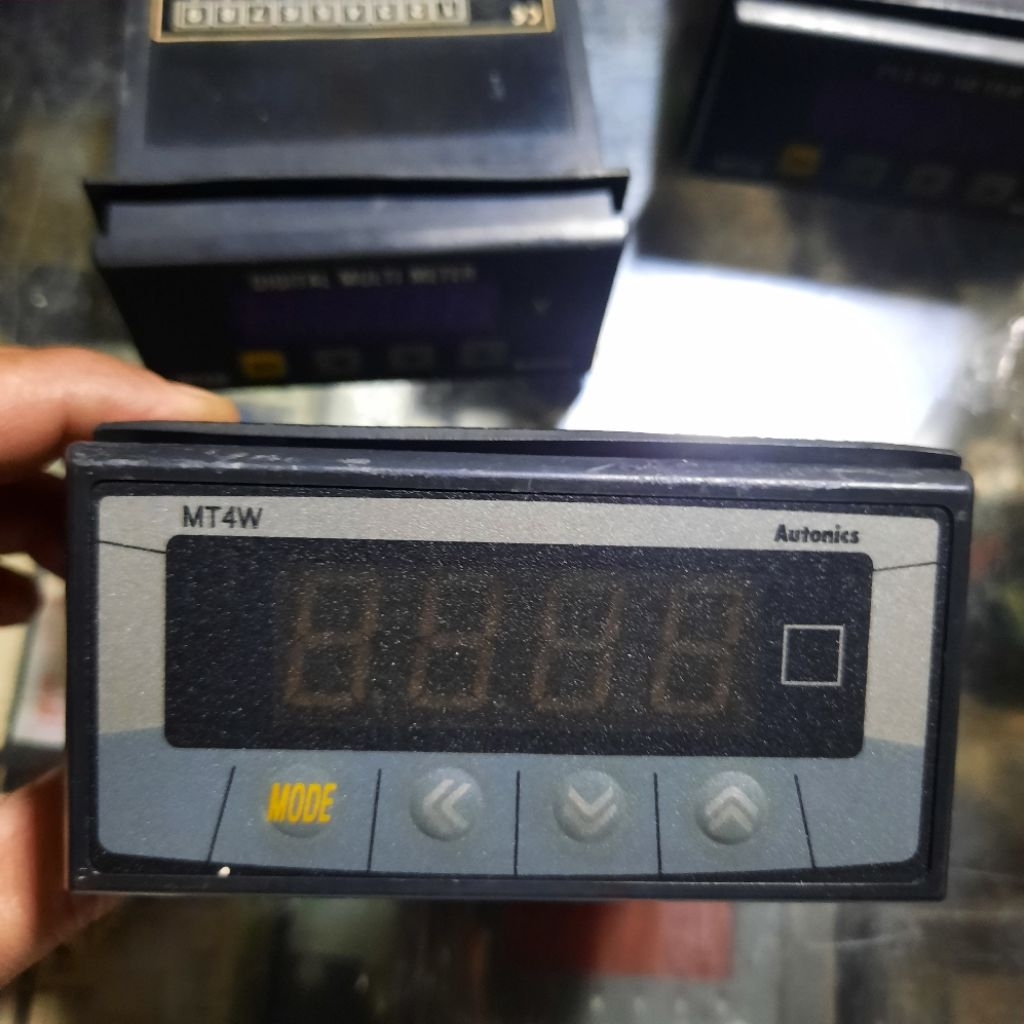 DIGITAL MULTI METER
MT4W
Autonics
MODE